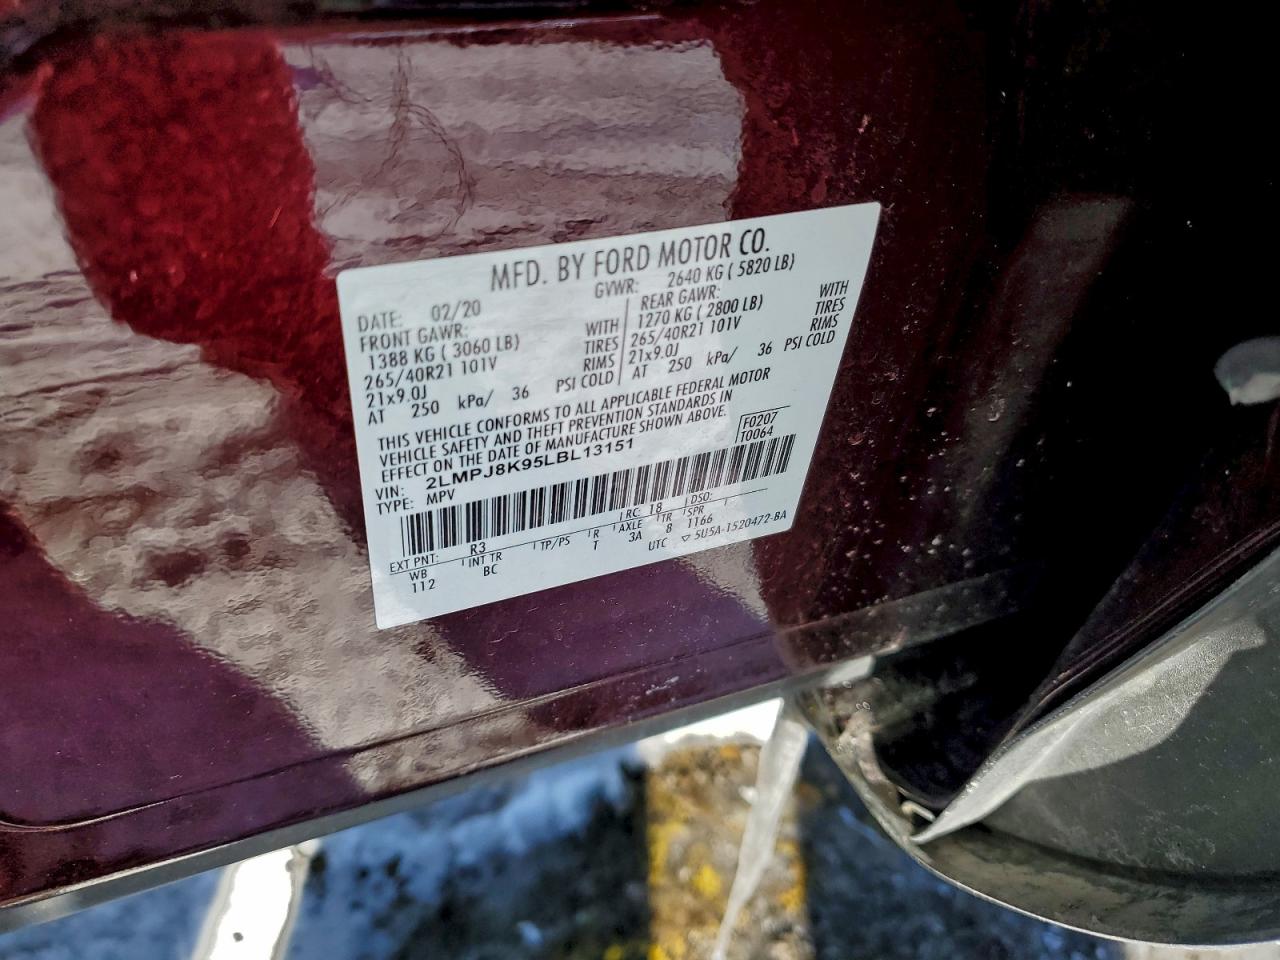 MFD. BY FORD MOTOR CO.
DATE: 02/20 GVWR: 2640 KG ( 5820 LB)
FRONT GAWR: REAR GAWR:
1388 KG ( 3060 LB) WITH 1270 KG ( 2800 LB) WITH
265/40R21 101V TIRES 265/40R21 101V TIRES
21x9.0J RIMS 21x9.0J RIMS
AT 250 kPa/ 36 PSI COLD AT 250 kPa/ 36 PSI COLD
THIS VEHICLE CONFORMS TO ALL APPLICABLE FEDERAL MOTOR
VEHICLE SAFETY AND THEFT PREVENTION STANDARDS IN
EFFECT ON THE DATE OF MANUFACTURE SHOWN ABOVE.
F0207
VIN: 2LMPJ8K95LBL13151 T0064
TYPE: MPV
EXT PNT: R3 RC: 18 DSO:
WB INT TR TP/PS R AXLE TR SPR
112 BC T 3A 8 1166
UTC ▽5U5A-1520472-BA